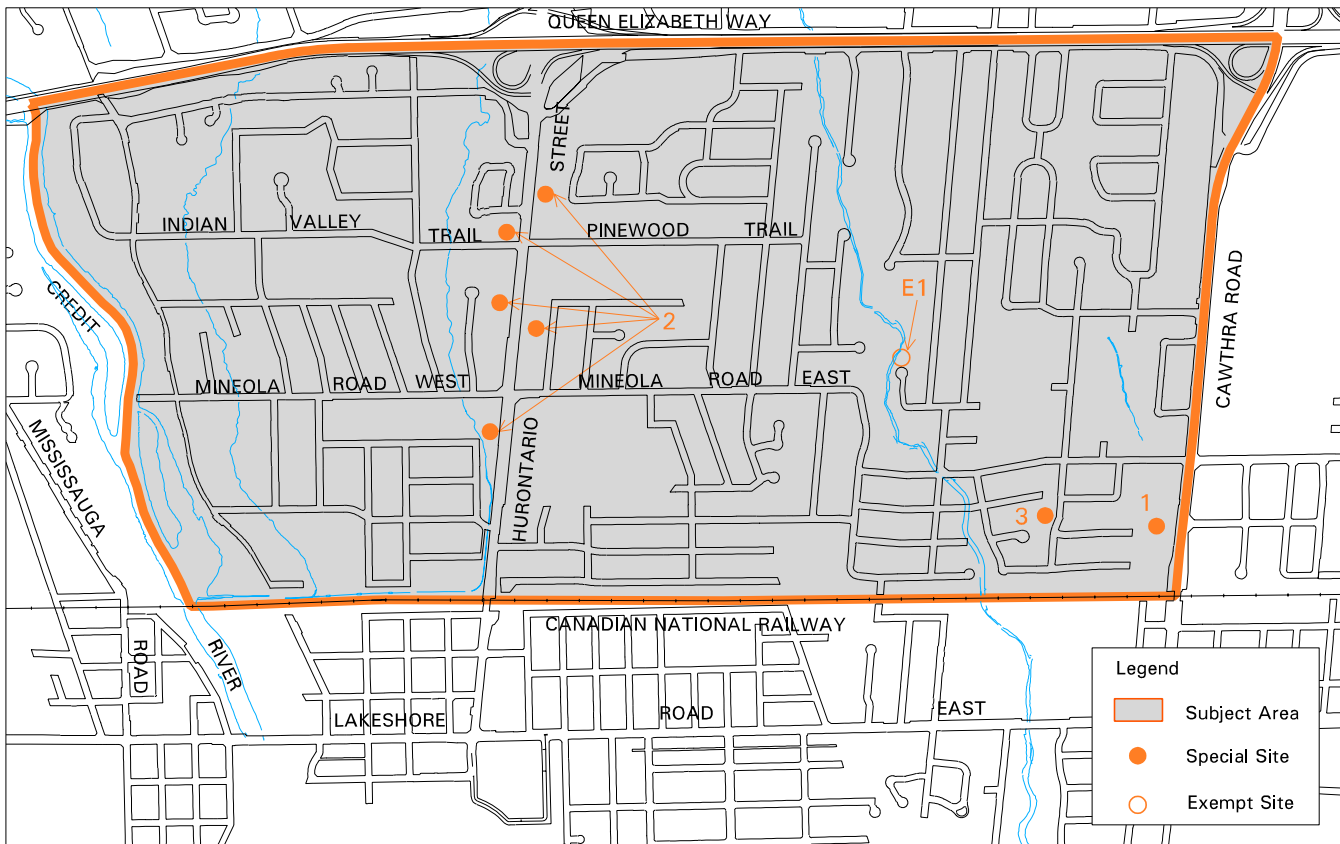 QUEEN ELIZABETH WAY
STREET
INDIAN VALLEY TRAIL
PINEWOOD TRAIL
CREDIT
E1
2
CAWTHRA ROAD
MINEOLA ROAD WEST
MINEOLA ROAD EAST
MISSISSAUGA
HURONTARIO
3
1
CANADIAN NATIONAL RAILWAY
ROAD
RIVER
LAKESHORE ROAD EAST
Legend
Subject Area
Special Site
Exempt Site